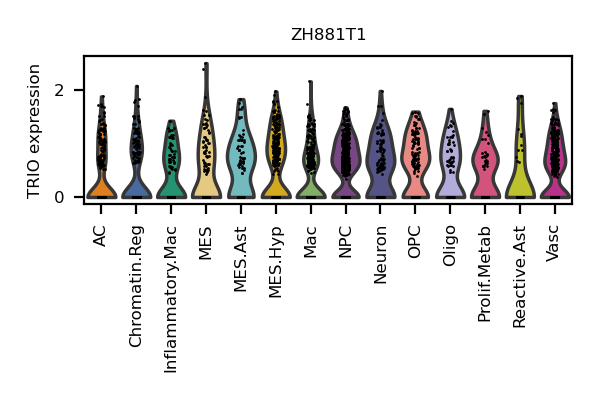 ZH881T1
TRIO expression
2
0
AC
Chromatin.Reg
Inflammatory.Mac
MES
MES.Ast
MES.Hyp
Mac
NPC
Neuron
OPC
Oligo
Prolif.Metab
Reactive.Ast
Vasc